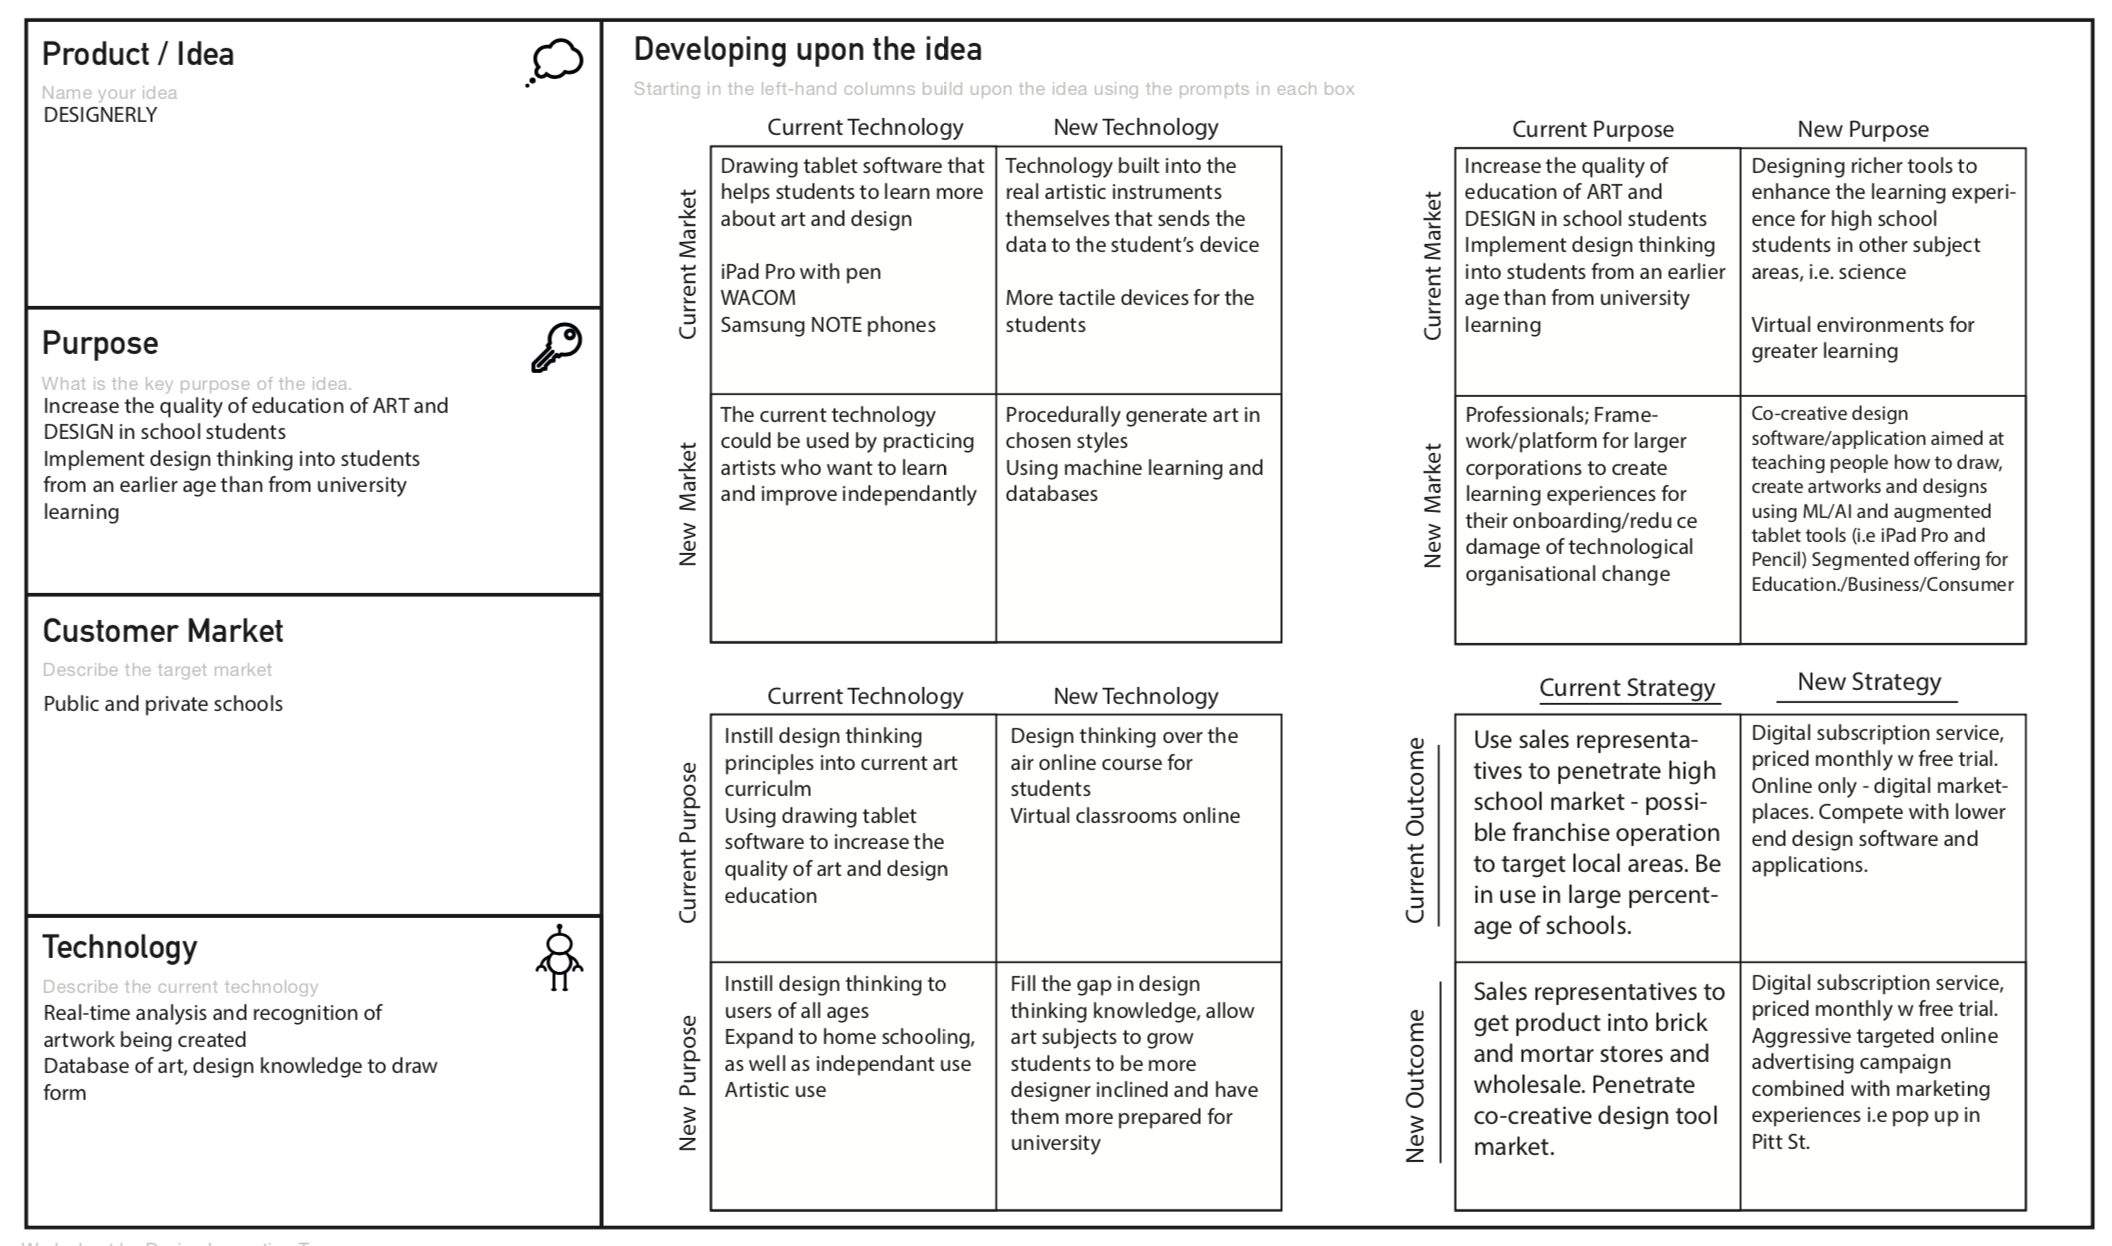 Product / Idea
Name your idea
DESIGNERLY
Purpose
What is the key purpose of the idea.
Increase the quality of education of ART and
DESIGN in school students
Implement design thinking into students
from an earlier age than from university
learning
Customer Market
Describe the target market
Public and private schools
Technology
Describe the current technology
Real-time analysis and recognition of
artwork being created
Database of art, design knowledge to draw
form
Developing upon the idea
Starting in the left-hand columns build upon the idea using the prompts in each box
Current Technology
New Technology
Current Market
Drawing tablet software that
helps students to learn more
about art and design
iPad Pro with pen
WACOM
Samsung NOTE phones
Technology built into the
real artistic instruments
themselves that sends the
data to the student's device
More tactile devices for the
students
New Market
The current technology
could be used by practicing
artists who want to learn
and improve independantly
Procedurally generate art in
chosen styles
Using machine learning and
databases
Current Purpose
New Purpose
Current Market
Increase the quality of
education of ART and
DESIGN in school students
Implement design thinking
into students from an earlier
age than from university
learning
Designing richer tools to
enhance the learning experi-
ence for high school
students in other subject
areas, i.e. science
Virtual environments for
greater learning
New Market
Professionals; Frame-
work/platform for larger
corporations to create
learning experiences for
their onboarding/redu ce
damage of technological
organisational change
Co-creative design
software/application aimed at
teaching people how to draw,
create artworks and designs
using ML/AI and augmented
tablet tools (i.e iPad Pro and
Pencil) Segmented offering for
Education./Business/Consumer
Current Technology
New Technology
Current Purpose
Instill design thinking
principles into current art
curriculm
Using drawing tablet
software to increase the
quality of art and design
education
Design thinking over the
air online course for
students
Virtual classrooms online
New Purpose
Instill design thinking to
users of all ages
Expand to home schooling,
as well as independant use
Artistic use
Fill the gap in design
thinking knowledge, allow
art subjects to grow
students to be more
designer inclined and have
them more prepared for
university
Current Strategy
New Strategy
Current Outcome
Use sales representa-
tives to penetrate high
school market - possi-
ble franchise operation
to target local areas. Be
in use in large percent-
age of schools.
Digital subscription service,
priced monthly w free trial.
Online only - digital market-
places. Compete with lower
end design software and
applications.
New Outcome
Sales representatives to
get product into brick
and mortar stores and
wholesale. Penetrate
co-creative design tool
market.
Digital subscription service,
priced monthly w free trial.
Aggressive targeted online
advertising campaign
combined with marketing
experiences i.e pop up in
Pitt St.